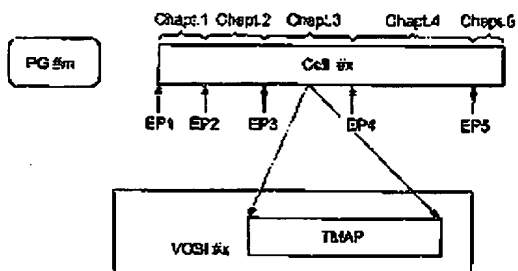 Chapt.1 Chapt.2 Chapt.3 Chapt.4 Chapt.5
PG #m
Cell #x
EP1 EP2 EP3 EP4 EP5
VOBI #x
TMAP